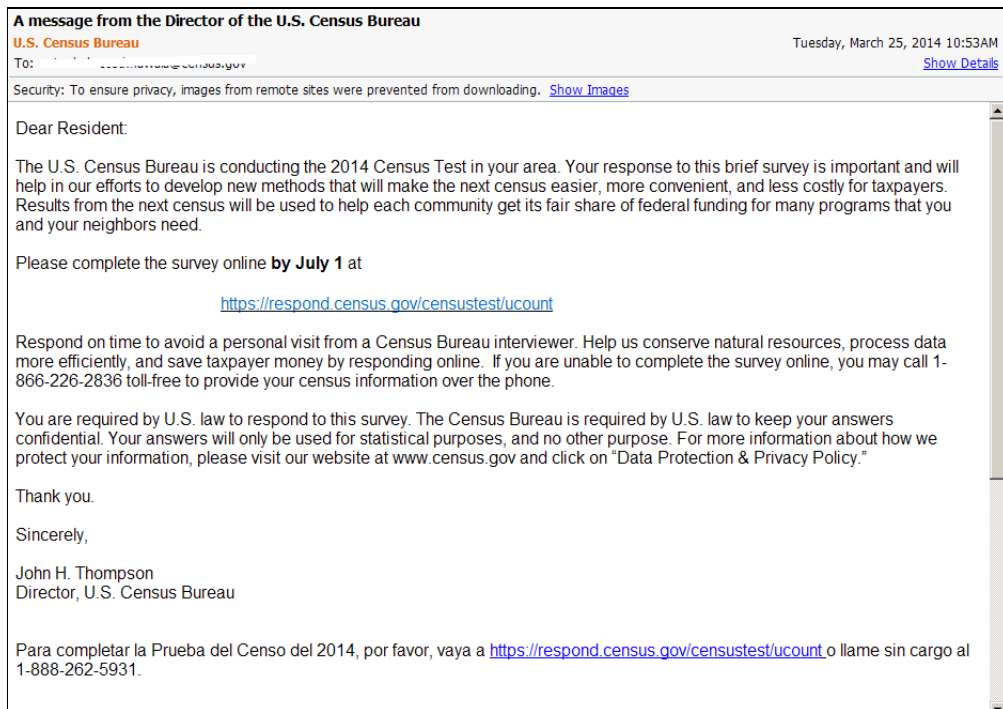 A message from the Director of the U.S. Census Bureau
U.S. Census Bureau
Tuesday, March 25, 2014 10:53AM
To: @census.gov
Show Details
Security: To ensure privacy, images from remote sites were prevented from downloading. Show Images
Dear Resident:
The U.S. Census Bureau is conducting the 2014 Census Test in your area. Your response to this brief survey is important and will
help in our efforts to develop new methods that will make the next census easier, more convenient, and less costly for taxpayers.
Results from the next census will be used to help each community get its fair share of federal funding for many programs that you
and your neighbors need.
Please complete the survey online by July 1 at
https://respond.census.gov/censustest/ucount
Respond on time to avoid a personal visit from a Census Bureau interviewer. Help us conserve natural resources, process data
more efficiently, and save taxpayer money by responding online. If you are unable to complete the survey online, you may call 1-
866-226-2836 toll-free to provide your census information over the phone.
You are required by U.S. law to respond to this survey. The Census Bureau is required by U.S. law to keep your answers
confidential. Your answers will only be used for statistical purposes, and no other purpose. For more information about how we
protect your information, please visit our website at www.census.gov and click on “Data Protection & Privacy Policy.”
Thank you.
Sincerely,
John H. Thompson
Director, U.S. Census Bureau
Para completar la Prueba del Censo del 2014, por favor, vaya a https://respond.census.gov/censustest/ucount o llame sin cargo al
1-888-262-5931.